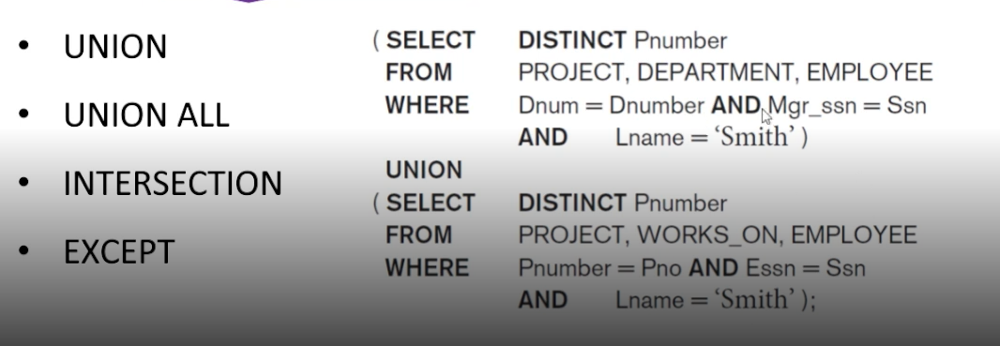 • UNION
• UNION ALL
• INTERSECTION
• EXCEPT
( SELECT DISTINCT Pnumber
FROM PROJECT, DEPARTMENT, EMPLOYEE
WHERE Dnum = Dnumber AND Mgr_ssn = Ssn
AND Lname = ‘Smith’ )
UNION
( SELECT DISTINCT Pnumber
FROM PROJECT, WORKS_ON, EMPLOYEE
WHERE Pnumber = Pno AND Essn = Ssn
AND Lname = ‘Smith’ );